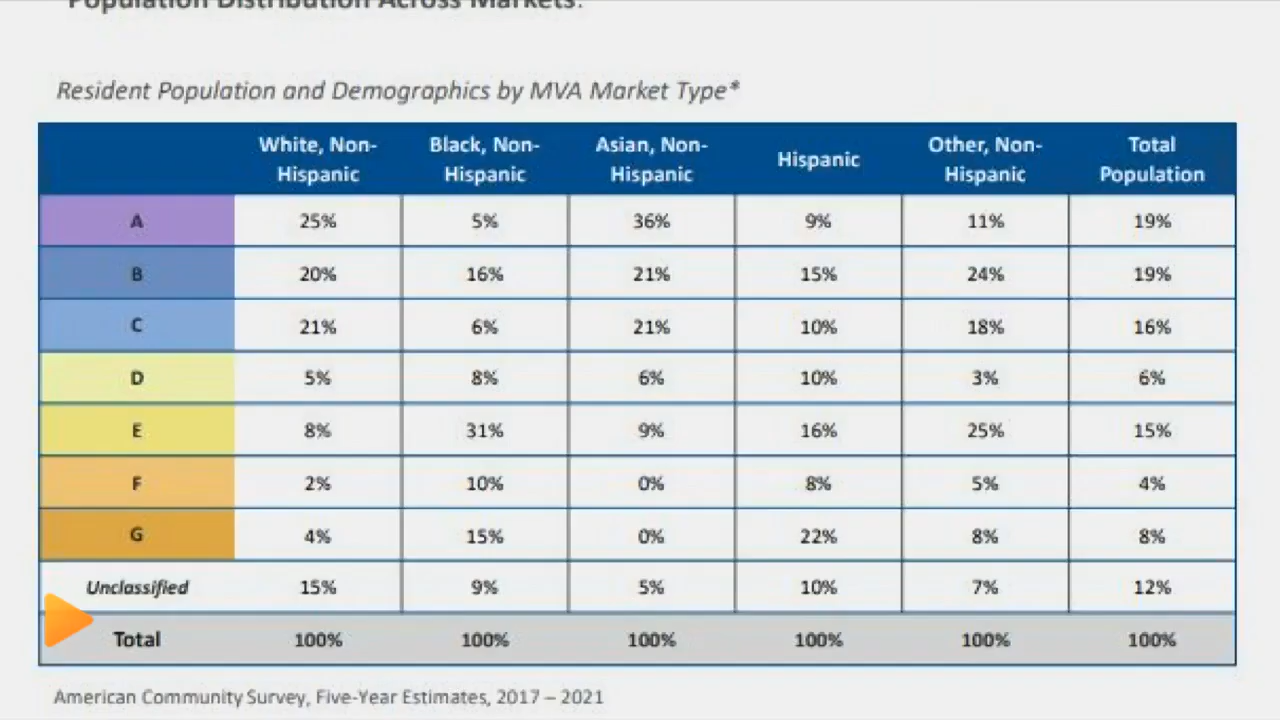 Population Distribution Across Markets:
Resident Population and Demographics by MVA Market Type*
White, Non-Hispanic Black, Non-Hispanic Asian, Non-Hispanic Hispanic Other, Non-Hispanic Total Population
A 25% 5% 36% 9% 11% 19%
B 20% 16% 21% 15% 24% 19%
C 21% 6% 21% 10% 18% 16%
D 5% 8% 6% 10% 3% 6%
E 8% 31% 9% 16% 25% 15%
F 2% 10% 0% 8% 5% 4%
G 4% 15% 0% 22% 8% 8%
Unclassified 15% 9% 5% 10% 7% 12%
Total 100% 100% 100% 100% 100% 100%
American Community Survey, Five-Year Estimates, 2017 – 2021